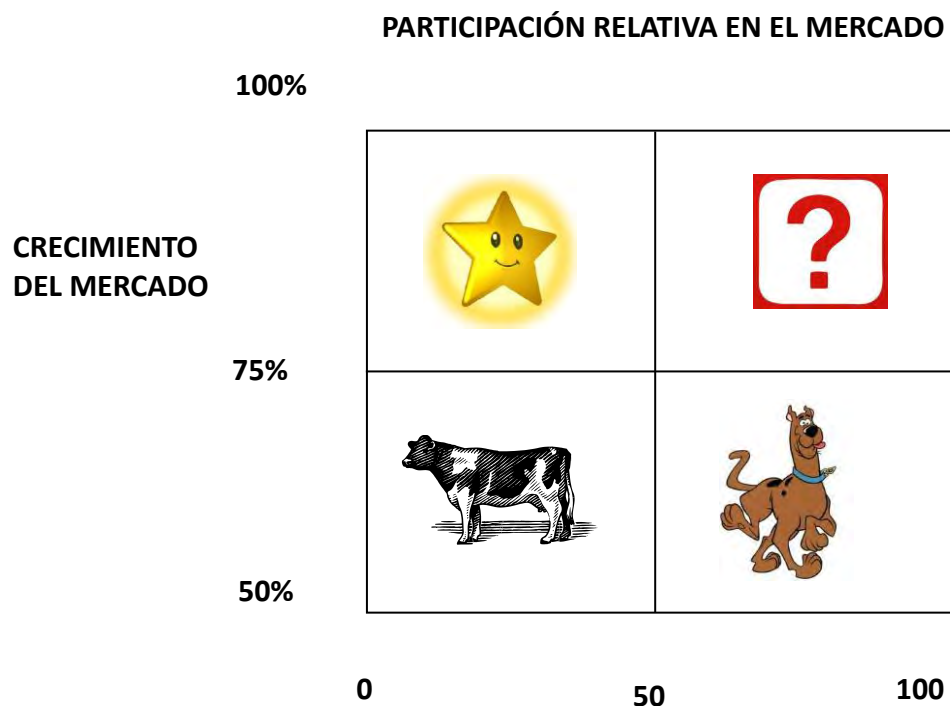 PARTICIPACIÓN RELATIVA EN EL MERCADO
100%
CRECIMIENTO
DEL MERCADO
?
75%
50%
0
50
100